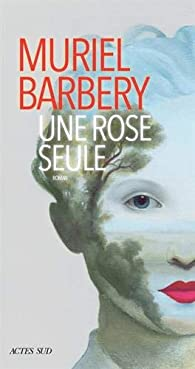 MURIEL
BARBERY
UNE ROSE
SEULE
ROMAN
ACTES SUD